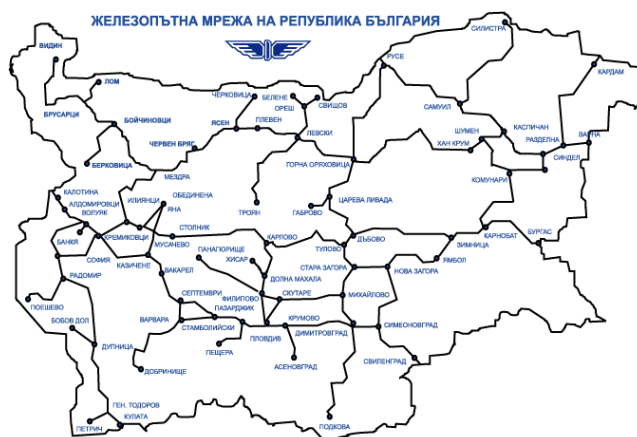 ЖЕЛЕЗОПЪТНА МРЕЖА НА РЕПУБЛИКА БЪЛГАРИЯ
ВИДИН
СИЛИСТРА
РУСЕ
КАРДАМ
ЛОМ
ЧЕРКОВИЦА
БЕЛЕНЕ
ОРЕШ
СВИЩОВ
САМУИЛ
БРУСАРЦИ
БОЙЧИНОВЦИ
ЯСЕН
ПЛЕВЕН
ЛЕВСКИ
ШУМЕН
КАСПИЧАН
ВАРНА
РАЗДЕЛНА
ХАН КРУМ
СИНДЕЛ
ЧЕРВЕН БРЯГ
БЕРКОВИЦА
ГОРНА ОРЯХОВИЦА
МЕЗДРА
КОМУНАРИ
КАЛОТИНА
ОБЕДИНЕНА
ИЛИЯНЦИ
АЛДОМИРОВЦИ
ЯНА
ТРОЯН
ГАБРОВО
ЦАРЕВА ЛИВАДА
ВОЛУЯК
СТОЛНИК
КАРНОБАТ
БУРГАС
БАНКЯ
КРЕМИКОВЦИ
МУСАЧЕВО
КАРЛОВО
ДЪБОВО
ТУЛОВО
ЗИМНИЦА
СОФИЯ
КАЗИЧЕНЕ
ПАНАГЮРИЩЕ
ХИСАР
ЯМБОЛ
ВАКАРЕЛ
СТАРА ЗАГОРА
НОВА ЗАГОРА
РАДОМИР
ДОЛНА МАХАЛА
ГЮЕШЕВО
СЕПТЕМВРИ
ФИЛИПОВО
СКУТАРЕ
МИХАЙЛОВО
ПАЗАРДЖИК
БОБОВ ДОЛ
ВАРВАРА
СТАМБОЛИЙСКИ
КРУМОВО
СИМЕОНОВГРАД
ПЛОВДИВ
ДИМИТРОВГРАД
ДУПНИЦА
ПЕЩЕРА
СВИЛЕНГРАД
АСЕНОВГРАД
ДОБРИНИЩЕ
ГЕН. ТОДОРОВ
КУЛАТА
ПЕТРИЧ
ПОДКОВА